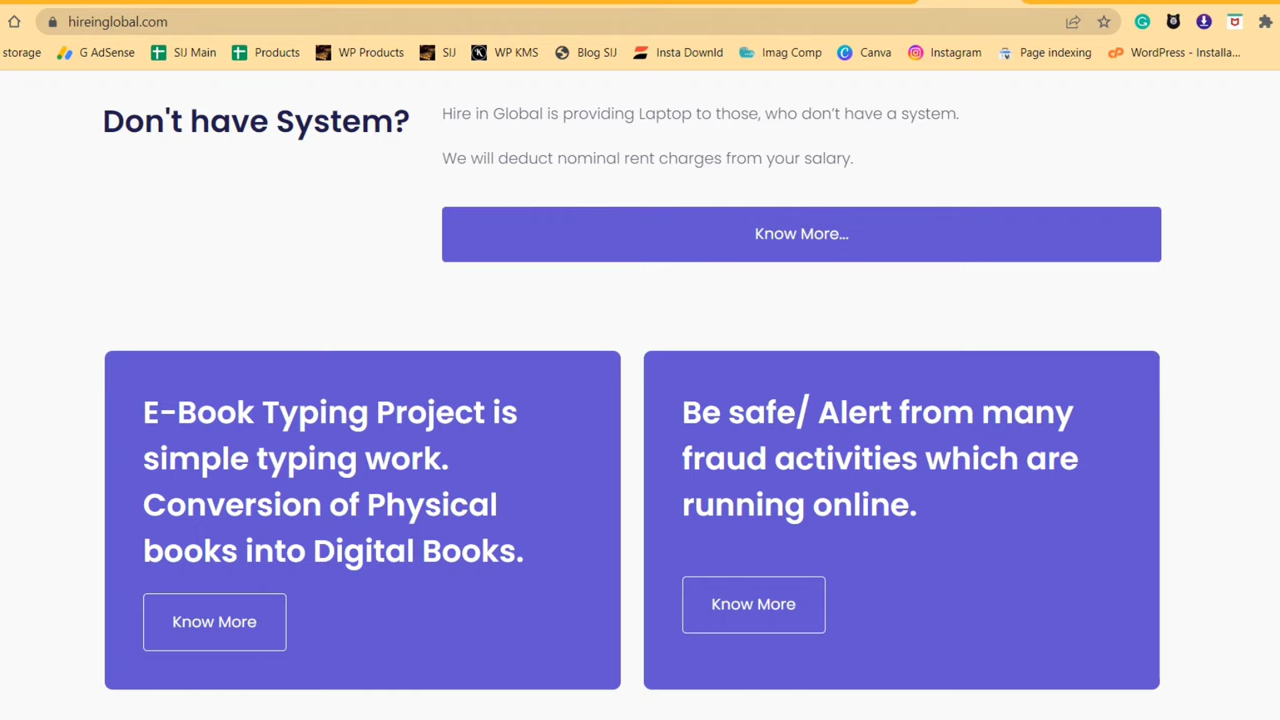 hireinglobal.com
storage G AdSense SIJ Main Products WP Products SIJ WP KMS Blog SIJ Insta Downld Imag Comp Canva Instagram Page indexing WordPress - Installa...
Don't have System?
Hire in Global is providing Laptop to those, who don't have a system.
We will deduct nominal rent charges from your salary.
Know More...
E-Book Typing Project is
simple typing work.
Conversion of Physical
books into Digital Books.
Know More
Be safe/ Alert from many
fraud activities which are
running online.
Know More